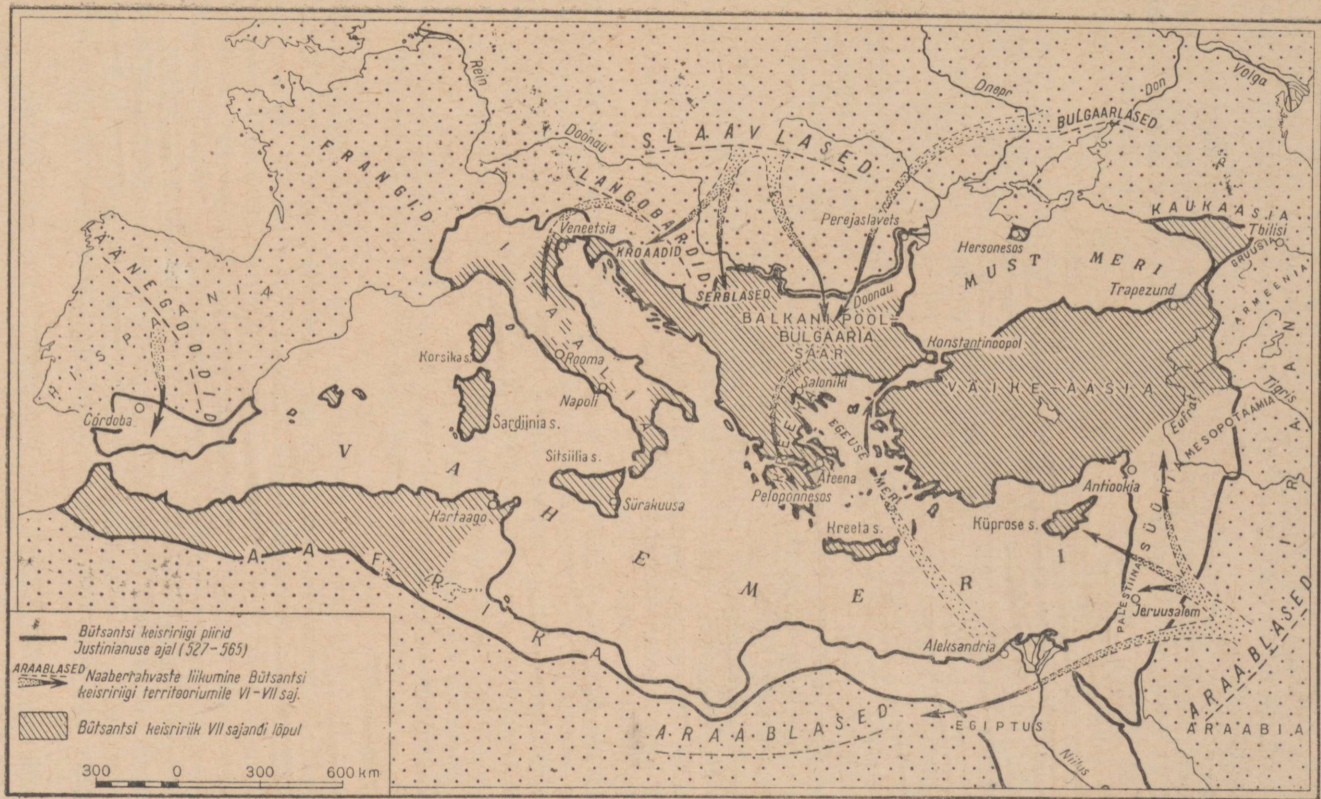 Rein
Doonau
SLAAVLASED
FRANGID
LANGOBARDID
Dnepr
Don
Volga
BULGAARLASED
Perejaslavets
KAUKAASIA
Tbilisi
GRUUSIA
ARMEENIA
Hersonesos
MUST MERI
Trapezund
Veneetsia
KROAADID
SERBLASED
Doonau
BALKANI POOL
BULGAARIA
SAAR
Konstantinoopol
LÄÄNEGOODID
HISPAANIA
Córdoba
Korsika s.
Sardiinia s.
ITAALIA
Rooma
Napoli
Sitsiilia s.
Sürakuusa
Saloniki
KREEKA
EGEUSE
MERI
Ateena
Peloponnesos
Kreeta s.
VÄIKE-AASIA
Eufrat
Tigris
MESOPOTAAMIA
IRAAN
Antiookia
SÜÜRIA
Küprose s.
PALESTIINA
Jeruusalem
VAHEMERI
Kartaago
AAFRIKA
Aleksandria
ARAABLASED
EGIPTUS
Niilus
ARAABLASED
ARAABIA
Bütsantsi keisririigi piirid
Justinianuse ajal (527–565)
ARAABLASED
Naaberrahvaste liikumine Bütsantsi
keisririigi territooriumile VI–VII saj.
Bütsantsi keisririik VII sajandi lõpul
300 0 300 600 km